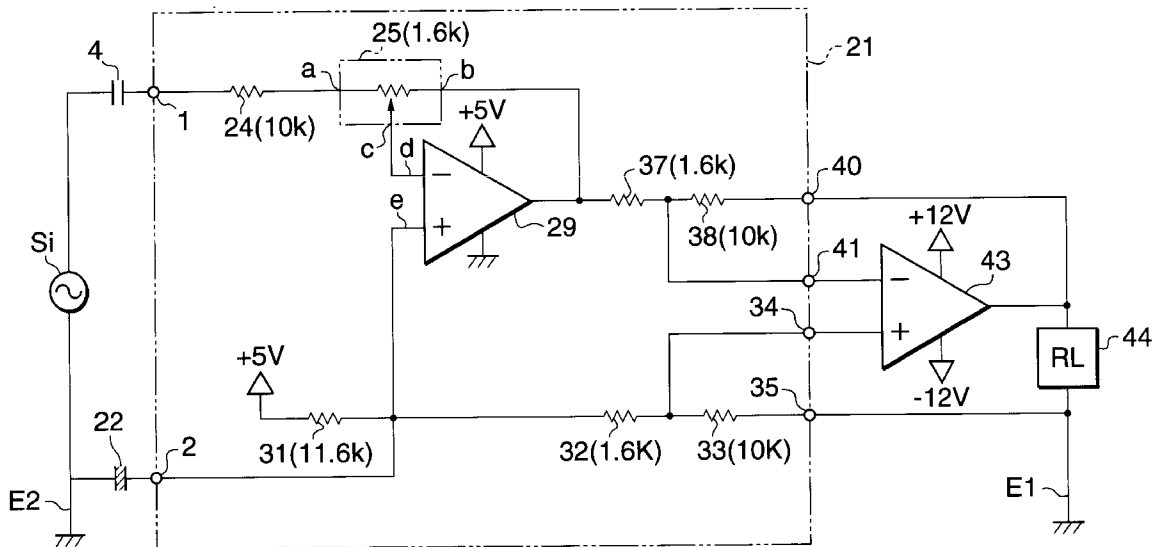 25(1.6k)
21
4
a
b
1
24(10k)
+5V
c
d
37(1.6k)
40
e
29
38(10k)
+12V
Si
41
43
34
+5V
RL
44
-12V
35
22
2
31(11.6k)
32(1.6K)
33(10K)
E2
E1